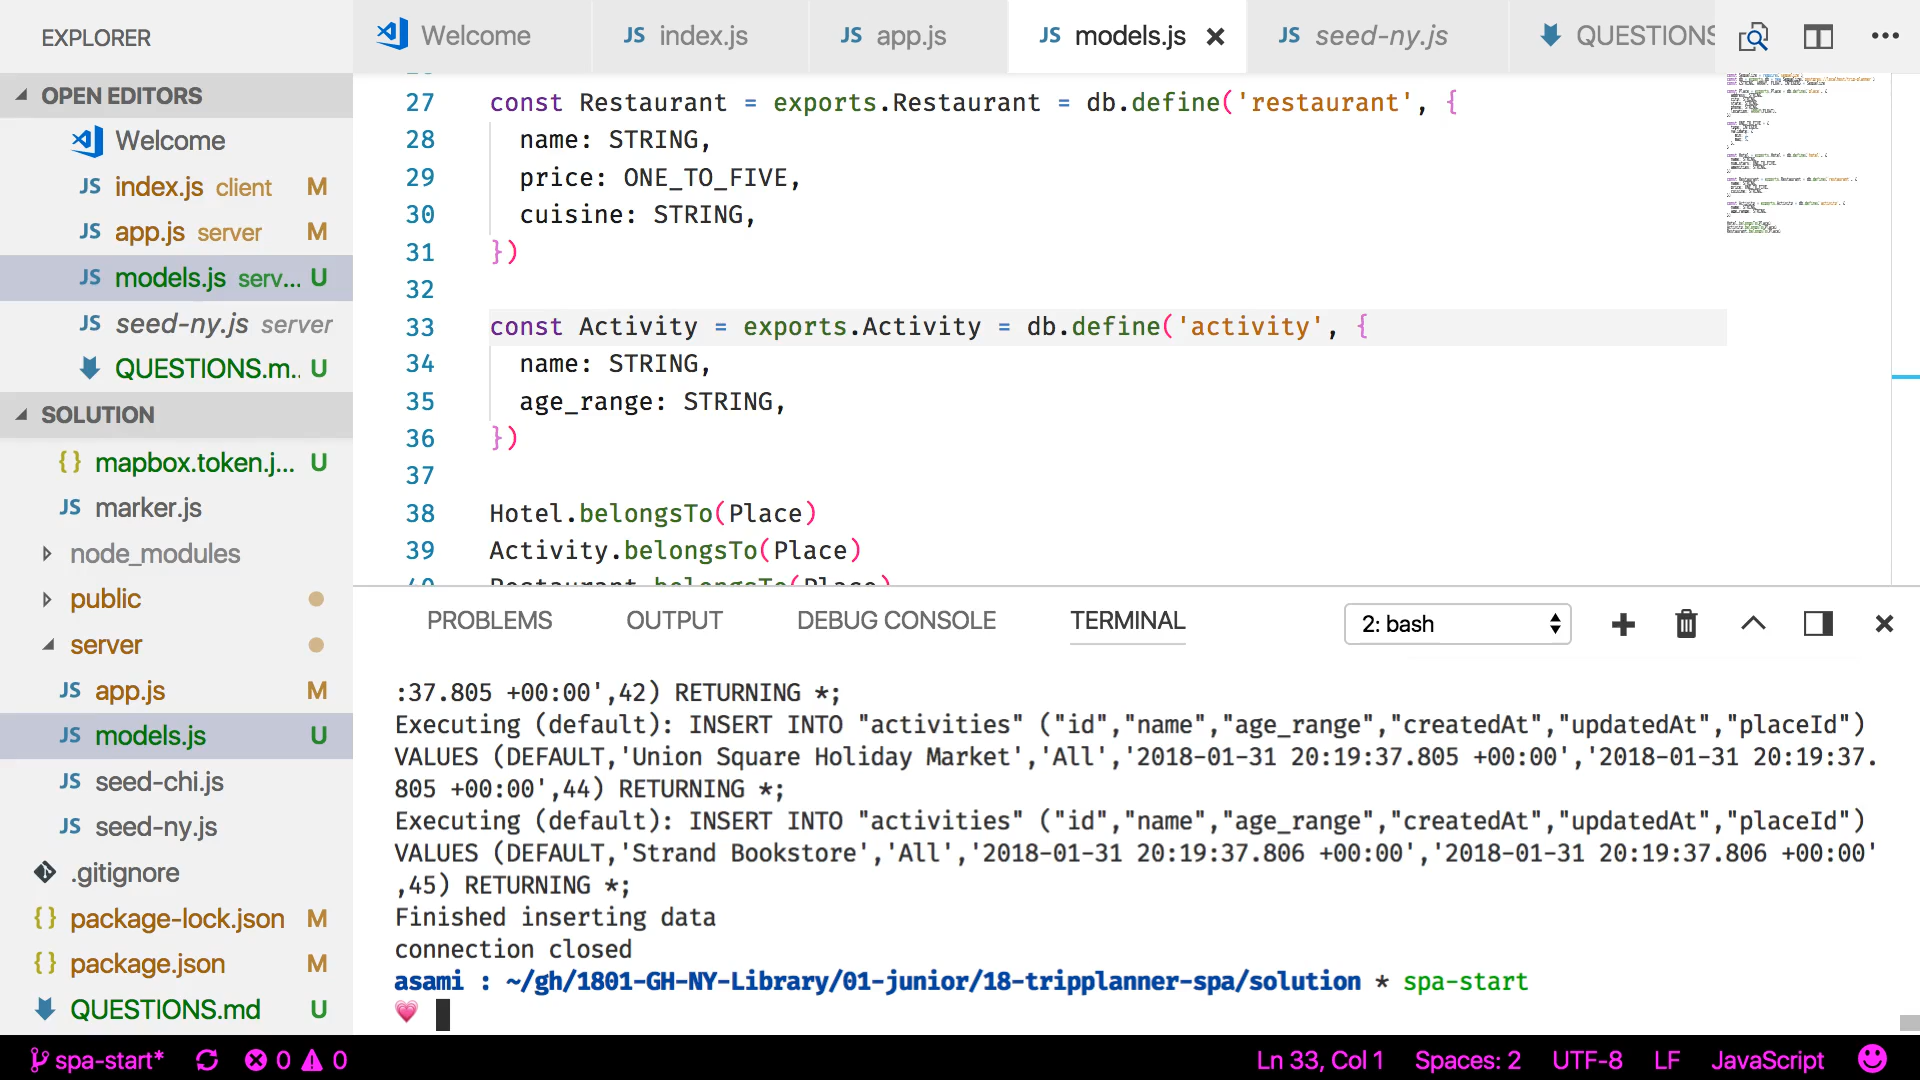 EXPLORER
OPEN EDITORS
Welcome
JS index.js client M
JS app.js server M
JS models.js serv... U
JS seed-ny.js server
QUESTIONS.m.. U
SOLUTION
{} mapbox.token.j... U
JS marker.js
node_modules
public
server
JS app.js M
JS models.js U
JS seed-chi.js
JS seed-ny.js
.gitignore
{} package-lock.json M
{} package.json M
QUESTIONS.md U
Welcome
JS index.js
JS app.js
JS models.js
JS seed-ny.js
QUESTIONS
27 const Restaurant = exports.Restaurant = db.define('restaurant', {
28 name: STRING,
29 price: ONE_TO_FIVE,
30 cuisine: STRING,
31 })
32
33 const Activity = exports.Activity = db.define('activity', {
34 name: STRING,
35 age_range: STRING,
36 })
37
38 Hotel.belongsTo(Place)
39 Activity.belongsTo(Place)
40 Restaurant.belongsTo(Place)
PROBLEMS OUTPUT DEBUG CONSOLE TERMINAL 2: bash
:37.805 +00:00',42) RETURNING *;
Executing (default): INSERT INTO "activities" ("id","name","age_range","createdAt","updatedAt","placeId")
VALUES (DEFAULT,'Union Square Holiday Market','All','2018-01-31 20:19:37.805 +00:00','2018-01-31 20:19:37.
805 +00:00',44) RETURNING *;
Executing (default): INSERT INTO "activities" ("id","name","age_range","createdAt","updatedAt","placeId")
VALUES (DEFAULT,'Strand Bookstore','All','2018-01-31 20:19:37.806 +00:00','2018-01-31 20:19:37.806 +00:00'
,45) RETURNING *;
Finished inserting data
connection closed
asami : ~/gh/1801-GH-NY-Library/01-junior/18-tripplanner-spa/solution * spa-start
spa-start* 0 0 Ln 33, Col 1 Spaces: 2 UTF-8 LF JavaScript